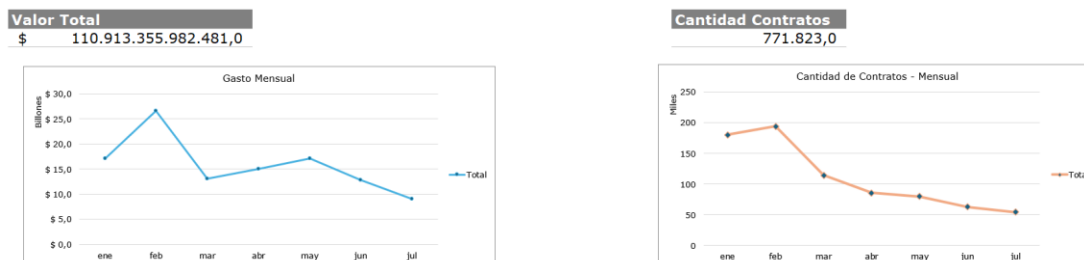 Valor Total
$ 110.913.355.982.481,0
Gasto Mensual
Billones
$ 30,0
$ 25,0
$ 20,0
$ 15,0
$ 10,0
$ 5,0
$ 0,0
ene feb mar abr may jun jul
Total
Cantidad Contratos
771.823,0
Cantidad de Contratos - Mensual
Miles
250
200
150
100
50
0
ene feb mar abr may jun jul
Total